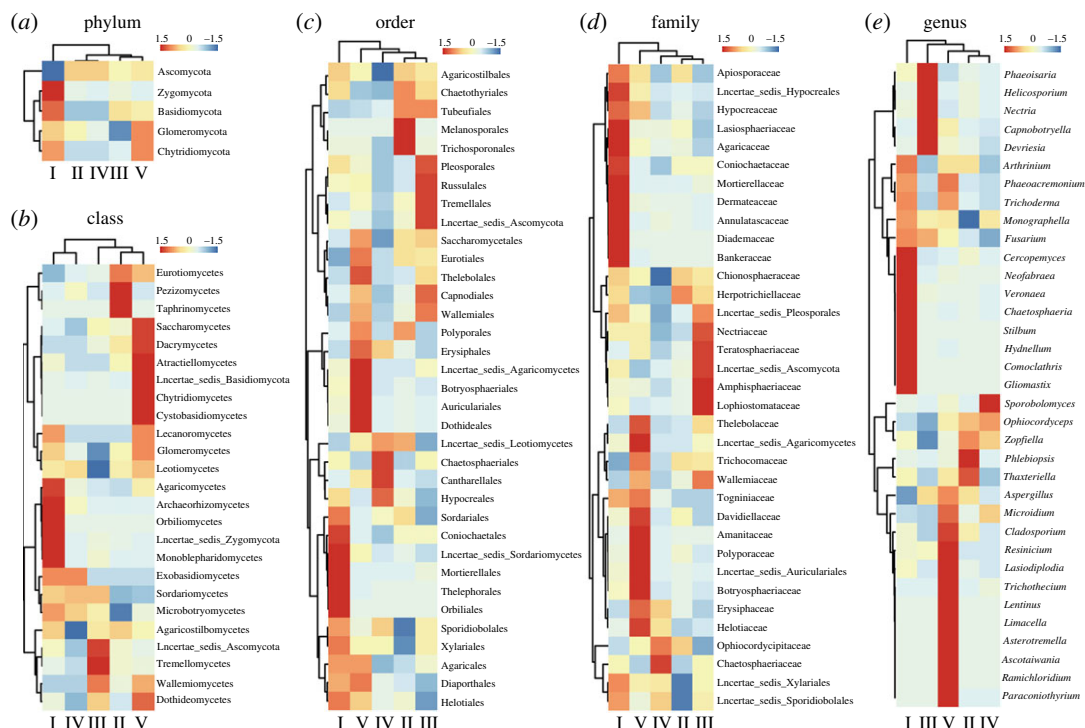 (a) phylum
1.5 0 -1.5
Ascomycota
Zygomycota
Basidiomycota
Glomeromycota
Chytridiomycota
I II IV III V
(b) class
1.5 0 -1.5
Eurotiomycetes
Pezizomycetes
Taphrinomycetes
Saccharomycetes
Dacrymycetes
Atractiellomycetes
Lncertae_sedis_Basidiomycota
Chytridiomycetes
Cystobasidiomycetes
Lecanoromycetes
Glomeromycetes
Leotiomycetes
Agaricomycetes
Archaeorhizomycetes
Orbiliomycetes
Lncertae_sedis_Zygomycota
Monoblepharidomycetes
Exobasidiomycetes
Sordariomycetes
Microbotryomycetes
Agaricostilbomycetes
Lncertae_sedis_Ascomycota
Tremellomycetes
Wallemiomycetes
Dothideomycetes
I IV III II V
(c) order
1.5 0 -1.5
Agaricostilbales
Chaetothyriales
Tubeufiales
Melanosporales
Trichosporonales
Pleosporales
Russulales
Tremellales
Lncertae_sedis_Ascomycota
Saccharomycetales
Eurotiales
Thelebolales
Capnodiales
Wallemiales
Polyporales
Erysiphales
Lncertae_sedis_Agaricomycetes
Botryosphaeriales
Auriculariales
Dothideales
Lncertae_sedis_Leotiomycetes
Chaetosphaeriales
Cantharellales
Hypocreales
Sordariales
Coniochaetales
Lncertae_sedis_Sordariomycetes
Mortierellales
Thelephorales
Orbiliales
Sporidiobolales
Xylariales
Agaricales
Diaporthales
Helotiales
I V IV II III
(d) family
1.5 0 -1.5
Apiosporaceae
Lncertae_sedis_Hypocreales
Hypocreaceae
Lasiosphaeriaceae
Agaricaceae
Coniochaetaceae
Mortierellaceae
Dermateaceae
Annulatascaceae
Diademaceae
Bankeraceae
Chionosphaeraceae
Herpotrichiellaceae
Lncertae_sedis_Pleosporales
Nectriaceae
Teratosphaeriaceae
Lncertae_sedis_Ascomycota
Amphisphaeriaceae
Lophiostomataceae
Thelebolaceae
Lncertae_sedis_Agaricomycetes
Trichocomaceae
Wallemiaceae
Togniniaceae
Davidiellaceae
Amanitaceae
Polyporaceae
Lncertae_sedis_Auriculariales
Botryosphaeriaceae
Erysiphaceae
Helotiaceae
Ophiocordycipitaceae
Chaetosphaeriaceae
Lncertae_sedis_Xylariales
Lncertae_sedis_Sporidiobolales
I V IV II III
(e) genus
1.5 0 -1.5
Phaeoisaria
Helicosporium
Nectria
Capnobotryella
Devriesia
Arthrinium
Phaeoacremonium
Trichoderma
Monographella
Fusarium
Cercopemyces
Neofabraea
Veronaea
Chaetosphaeria
Stilbum
Hydnellum
Comoclathris
Gliomastix
Sporobolomyces
Ophiocordyceps
Zopfiella
Phlebiopsis
Thaxteriella
Aspergillus
Microidium
Cladosporium
Resinicium
Lasiodiplodia
Trichothecium
Lentinus
Limacella
Asterotremella
Ascotaiwania
Ramichloridium
Paraconiothyrium
I III V II IV